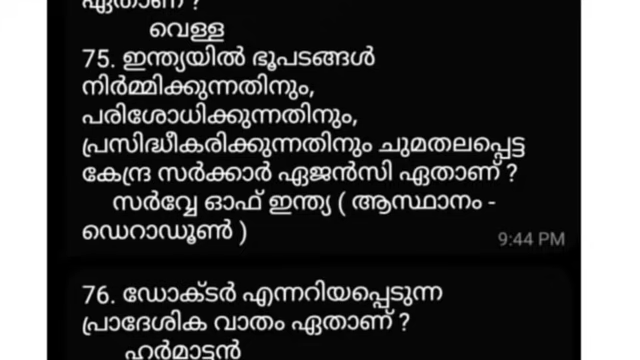 ഏതാണ് ?
വെള്ള
75. ഇന്ത്യയിൽ ഭൂപടങ്ങൾ
നിർമ്മിക്കുന്നതിനും,
പരിശോധിക്കുന്നതിനും,
പ്രസിദ്ധീകരിക്കുന്നതിനും ചുമതലപ്പെട്ട
കേന്ദ്ര സർക്കാർ ഏജൻസി ഏതാണ് ?
സർവ്വേ ഓഫ് ഇന്ത്യ ( ആസ്ഥാനം -
ഡെറാഡൂൺ )
9:44 PM
76. ഡോക്ടർ എന്നറിയപ്പെടുന്ന
പ്രാദേശിക വാതം ഏതാണ് ?
ഹർമാട്ടൻ